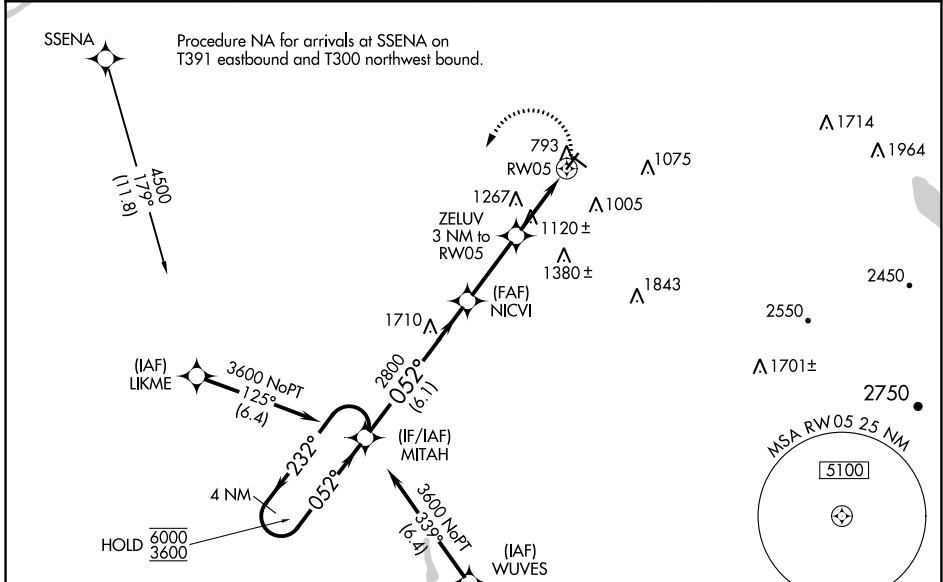 SSENA
Procedure NA for arrivals at SSENA on
T391 eastbound and T300 northwest bound.
4500
179°
(11.8)
793
RW05
1075
1714
1964
1267
1005
ZELUV
3 NM to
RW05
1120 ±
1380 ±
1843
2450
(FAF)
NICVI
2550
1710
2800
052°
(6.1)
(IAF)
LIKME
3600 NoPT
125°
(6.4)
1701±
2750
(IF/IAF)
MITAH
232°
052°
4 NM
HOLD
6000
3600
3600 NoPT
339°
(6.4)
(IAF)
WUVES
MSA RW 05 25 NM
5100